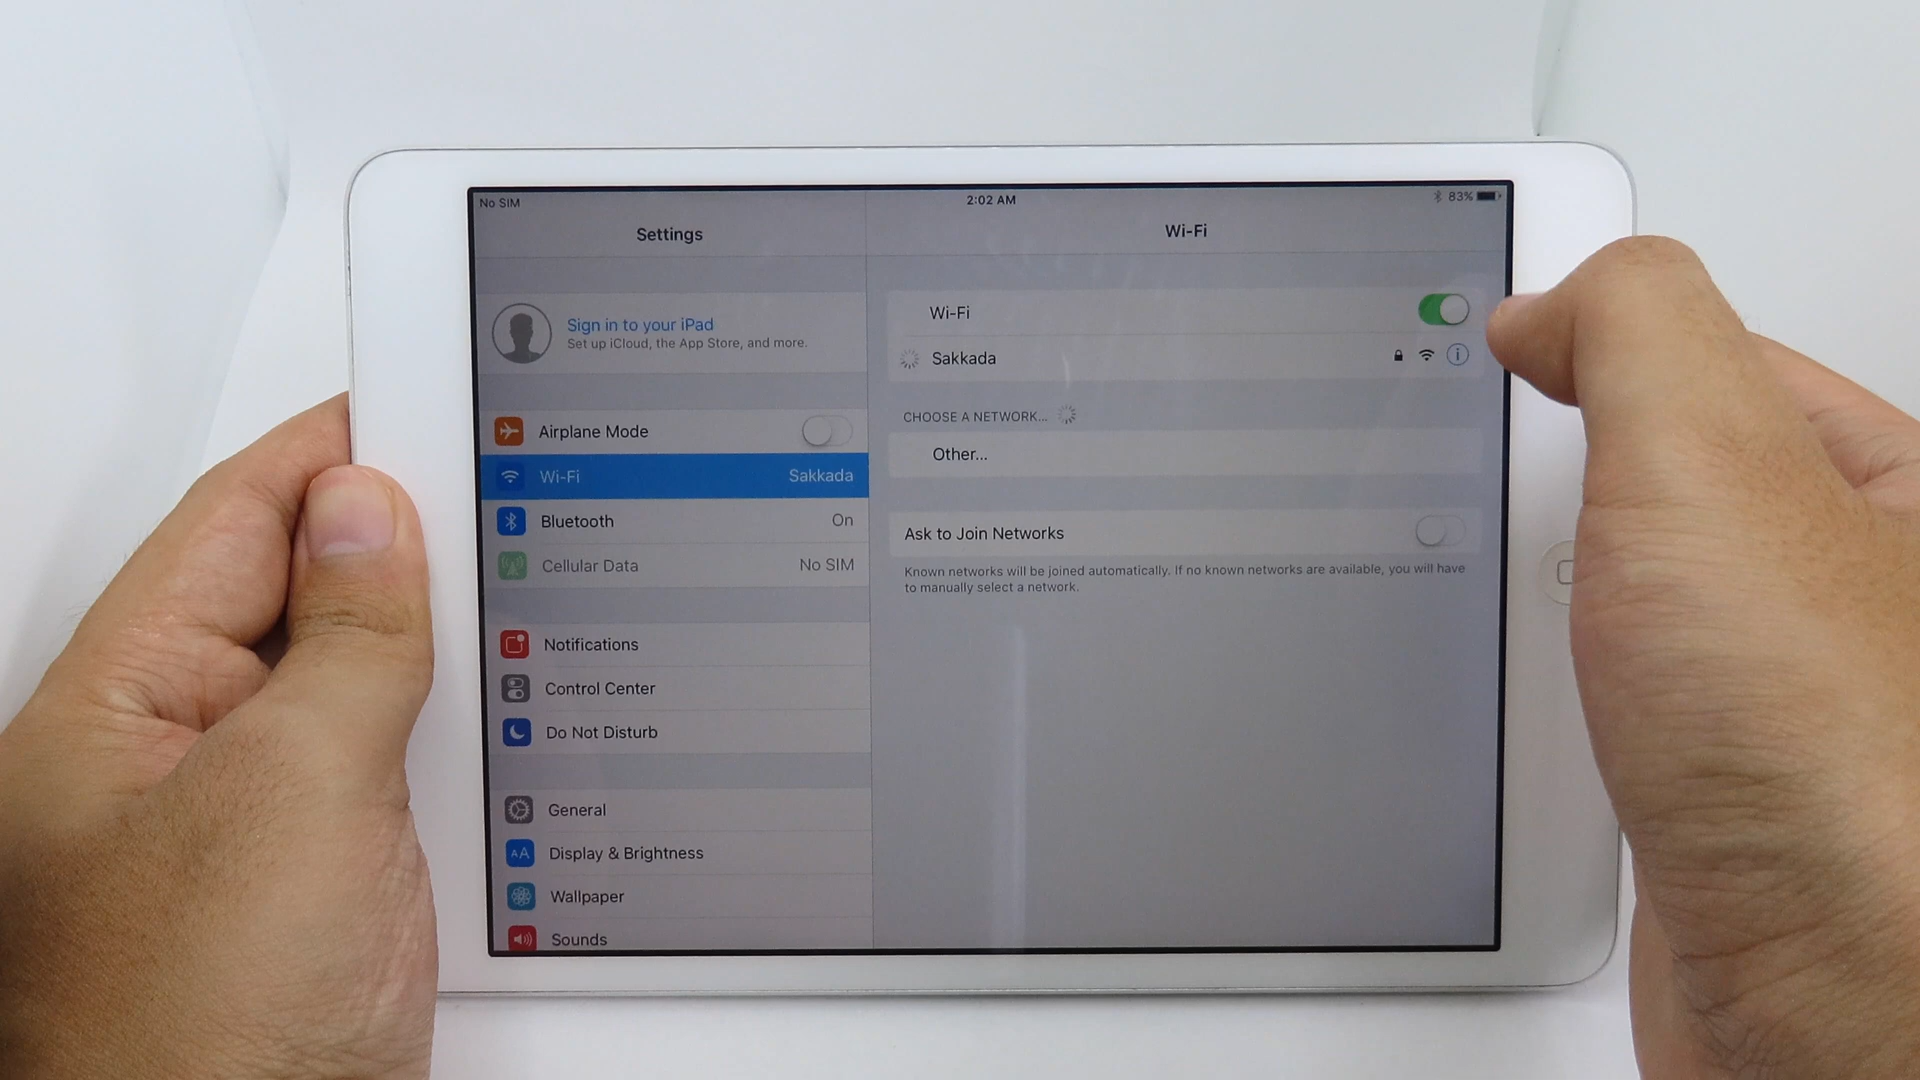 No SIM
2:02 AM
83%
Settings
Wi-Fi
Sign in to your iPad
Set up iCloud, the App Store, and more.
Airplane Mode
Wi-Fi
Sakkada
Bluetooth
On
Cellular Data
No SIM
Notifications
Control Center
Do Not Disturb
General
AA
Display & Brightness
Wallpaper
Sounds
Wi-Fi
Sakkada
i
CHOOSE A NETWORK...
Other...
Ask to Join Networks
Known networks will be joined automatically. If no known networks are available, you will have
to manually select a network.